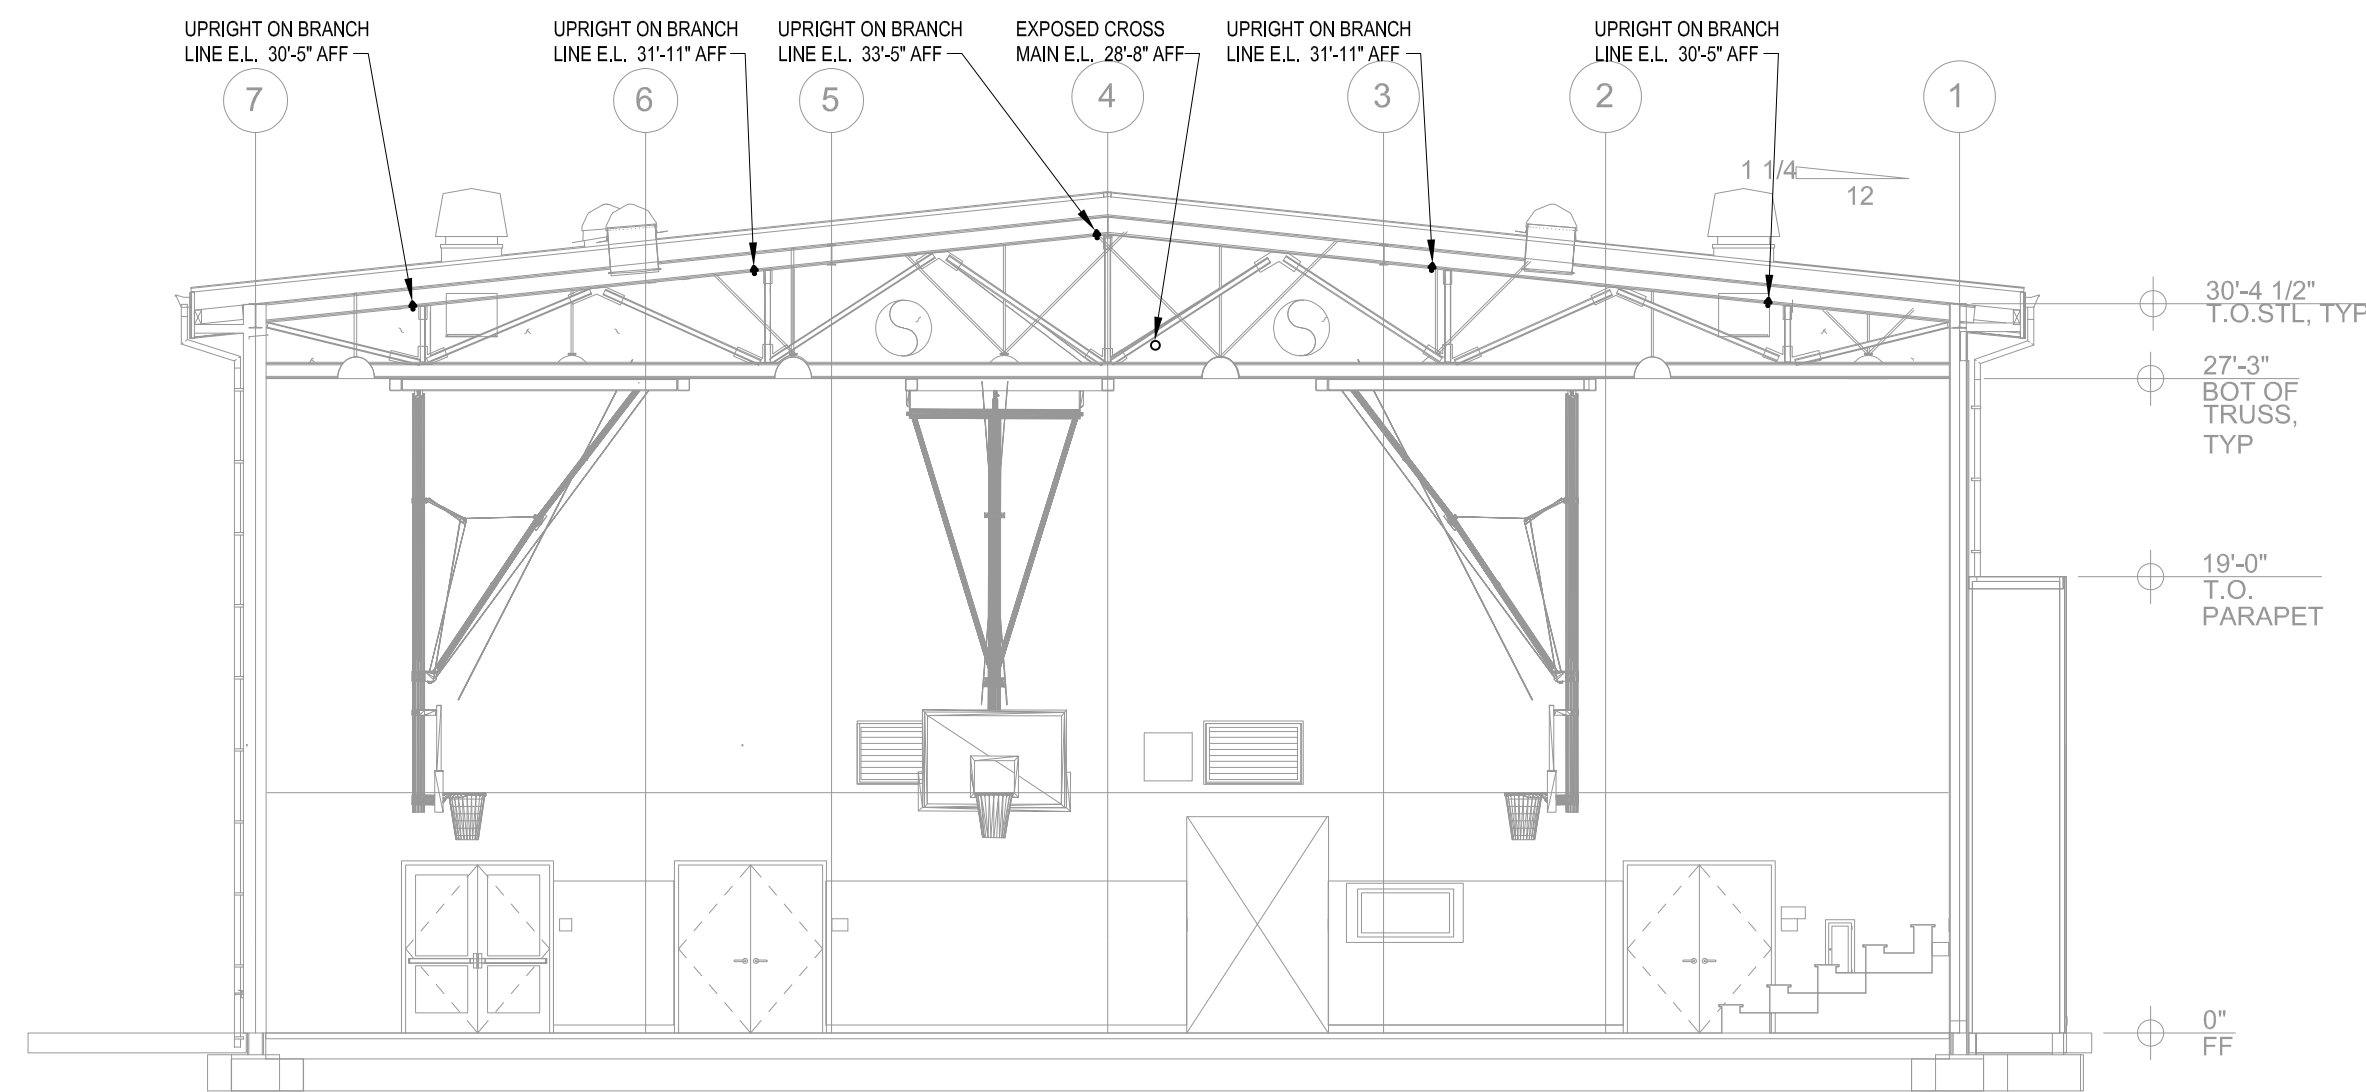 UPRIGHT ON BRANCH
LINE E.L. 30'-5" AFF
UPRIGHT ON BRANCH
LINE E.L. 31'-11" AFF
UPRIGHT ON BRANCH
LINE E.L. 33'-5" AFF
EXPOSED CROSS
MAIN E.L. 28'-8" AFF
UPRIGHT ON BRANCH
LINE E.L. 31'-11" AFF
UPRIGHT ON BRANCH
LINE E.L. 30'-5" AFF
7
6
5
4
3
2
1
1 1/4
12
30'-4 1/2"
T.O.STL, TYP
27'-3"
BOT OF
TRUSS,
TYP
19'-0"
T.O.
PARAPET
0"
FF